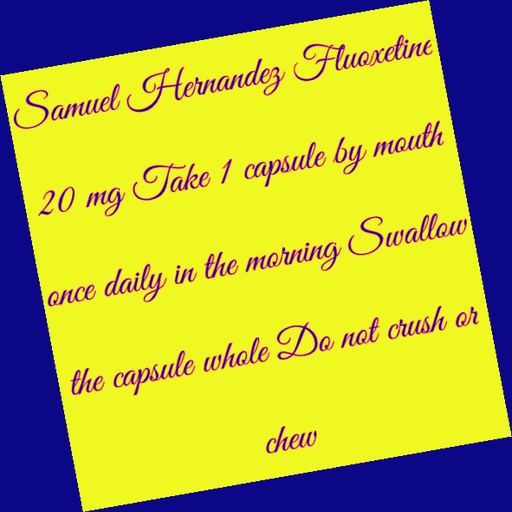 Samuel Hernandez Fluoxetine
20 mg Take 1 capsule by mouth
once daily in the morning Swallow
the capsule whole Do not crush or
chew